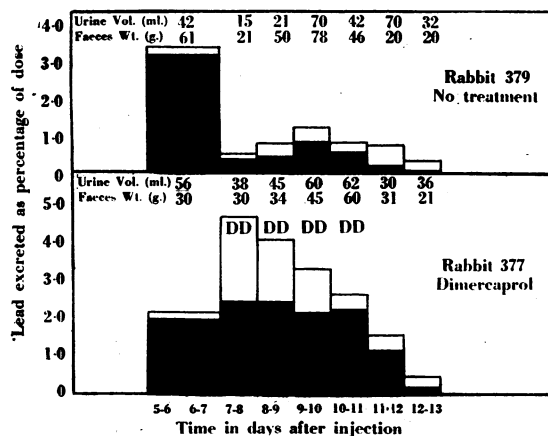 Urine Vol. (ml.) 42 15 21 70 42 70 32
Faeces Wt. (g.) 61 21 50 78 46 20 20
4·0
3·0
2·0
1·0
0
Rabbit 379
No treatment
Urine Vol. (ml.) 56 38 45 60 62 30 36
Faeces Wt. (g.) 30 30 34 45 60 31 21
5·0
4·0
3·0
2·0
1·0
0
DD DD DD DD
Rabbit 377
Dimercaprol
Lead excreted as percentage of dose
5-6 6-7 7-8 8-9 9-10 10-11 11-12 12-13
Time in days after injection